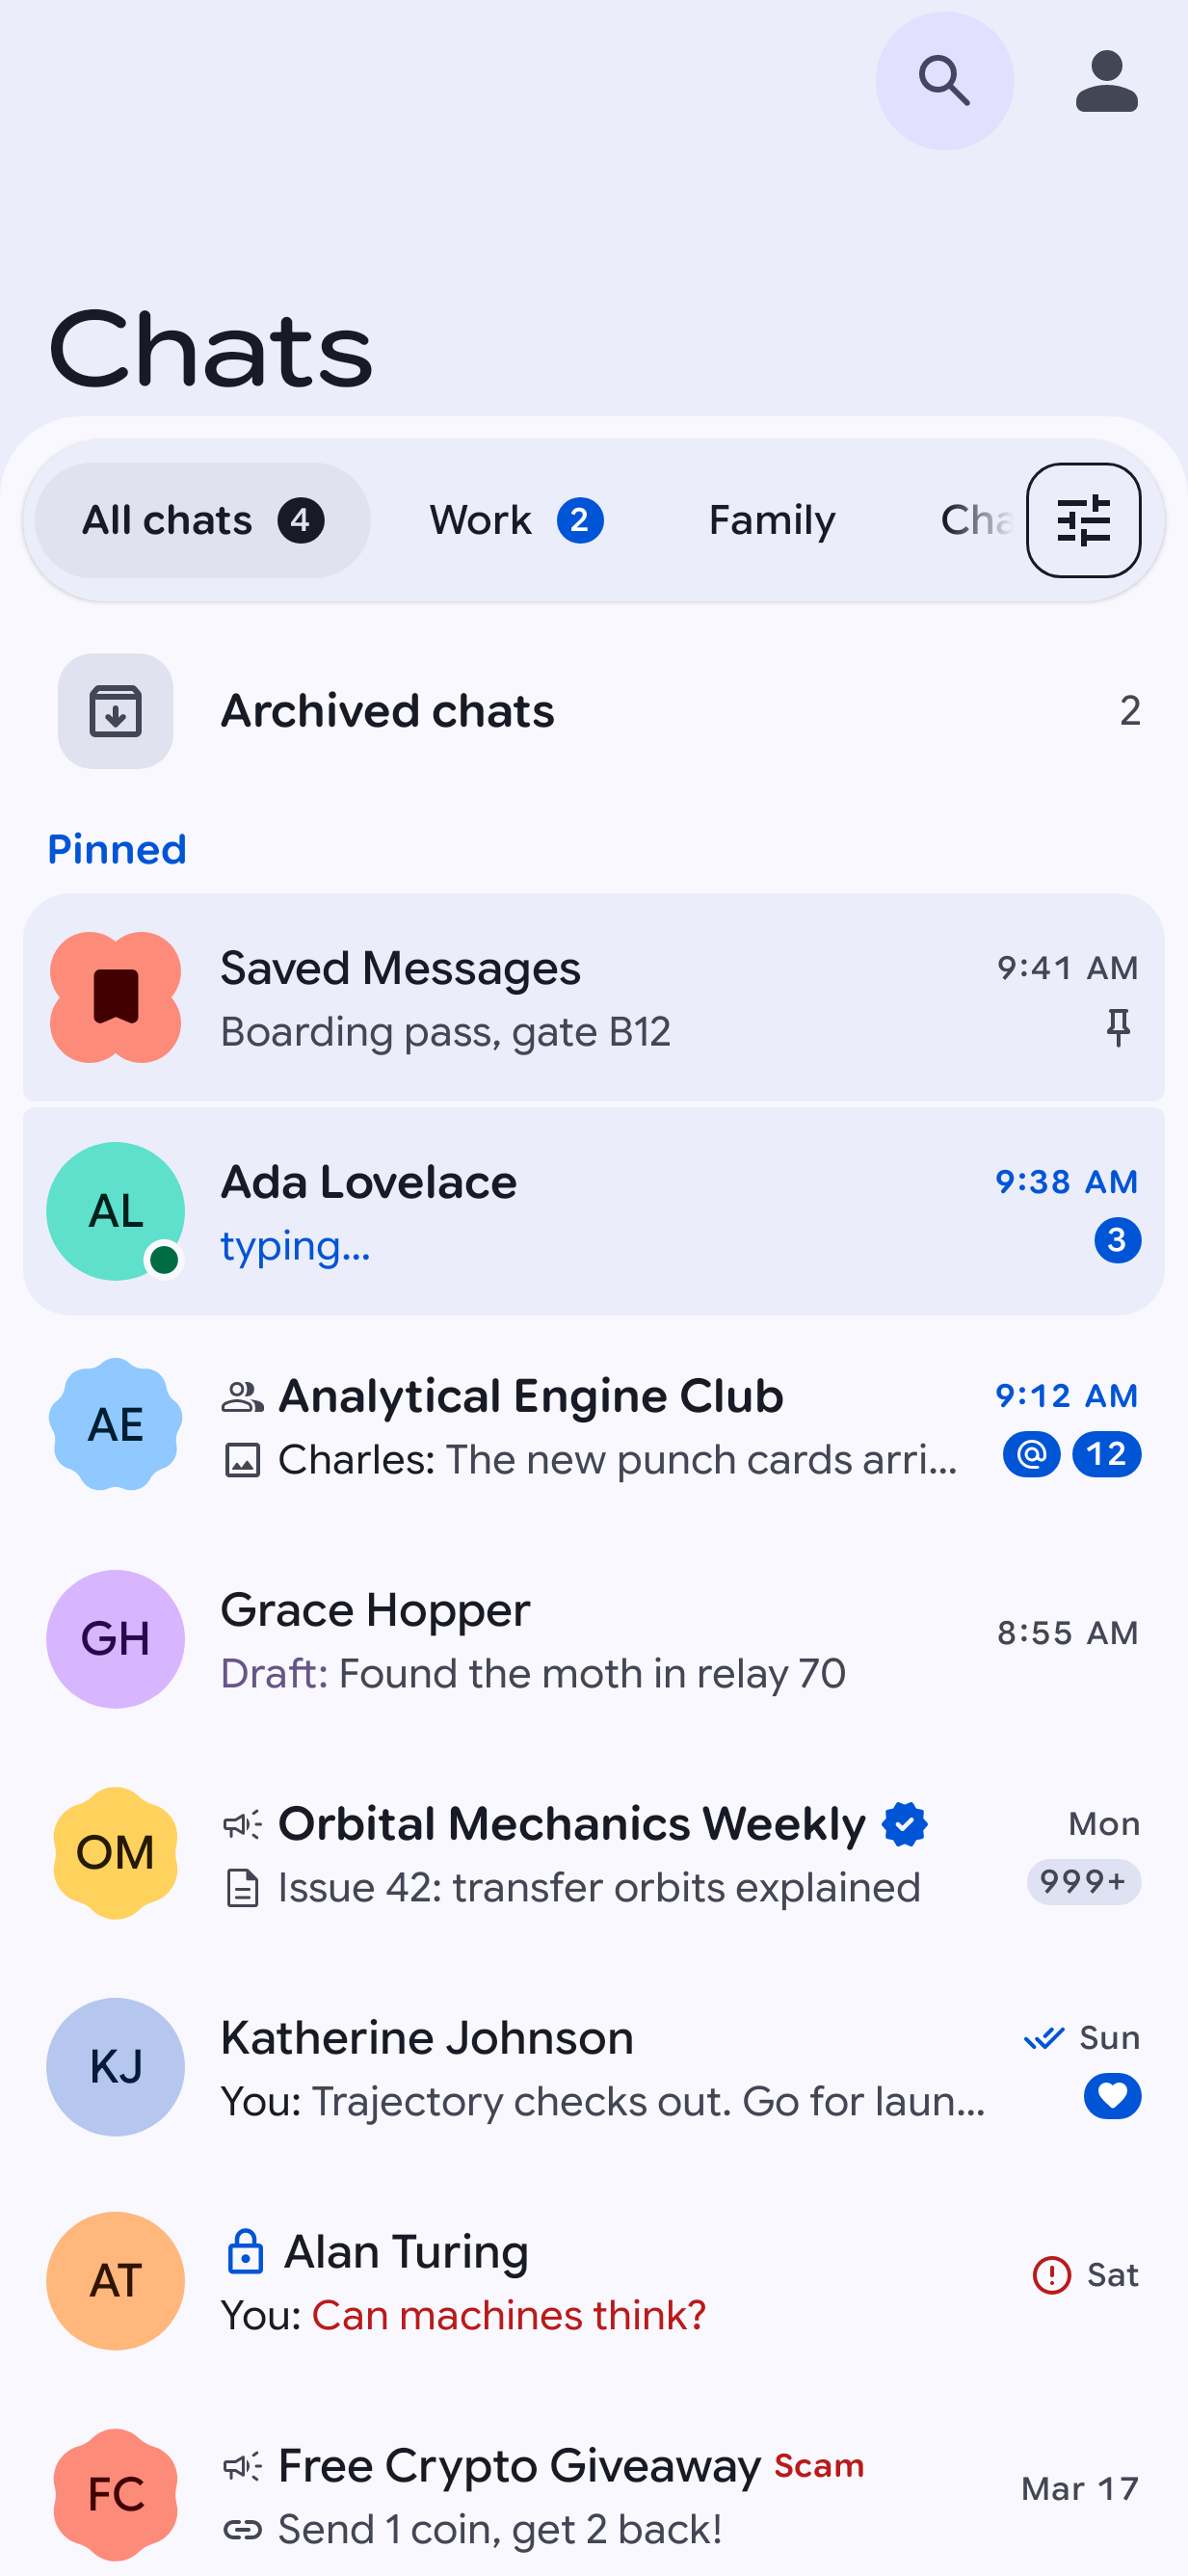 Chats
All chats 4 Work 2 Family Cha
Archived chats 2
Pinned
Saved Messages 9:41 AM
Boarding pass, gate B12
AL Ada Lovelace 9:38 AM
typing... 3
AE Analytical Engine Club 9:12 AM
Charles: The new punch cards arri... @ 12
GH Grace Hopper 8:55 AM
Draft: Found the moth in relay 70
OM Orbital Mechanics Weekly Mon
Issue 42: transfer orbits explained 999+
KJ Katherine Johnson Sun
You: Trajectory checks out. Go for laun...
AT Alan Turing Sat
You: Can machines think?
FC Free Crypto Giveaway Scam Mar 17
Send 1 coin, get 2 back!